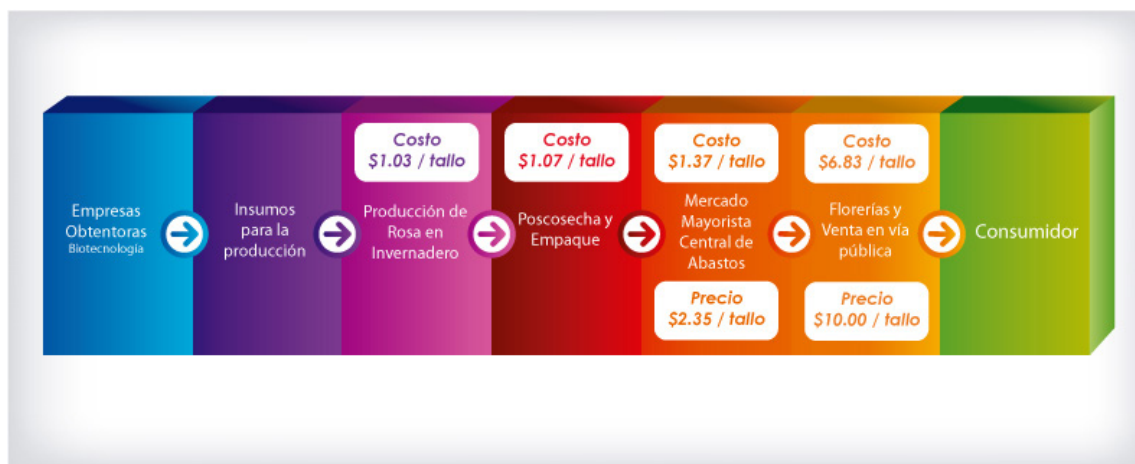 Empresas
Obtentoras
Biotecnología
Insumos
para la
producción
Costo
$1.03 / tallo
Producción de
Rosa en
Invernadero
Costo
$1.07 / tallo
Poscosecha y
Empaque
Costo
$1.37 / tallo
Mercado
Mayorista
Central de
Abastos
Precio
$2.35 / tallo
Costo
$6.83 / tallo
Florerías y
Venta en vía
pública
Precio
$10.00 / tallo
Consumidor